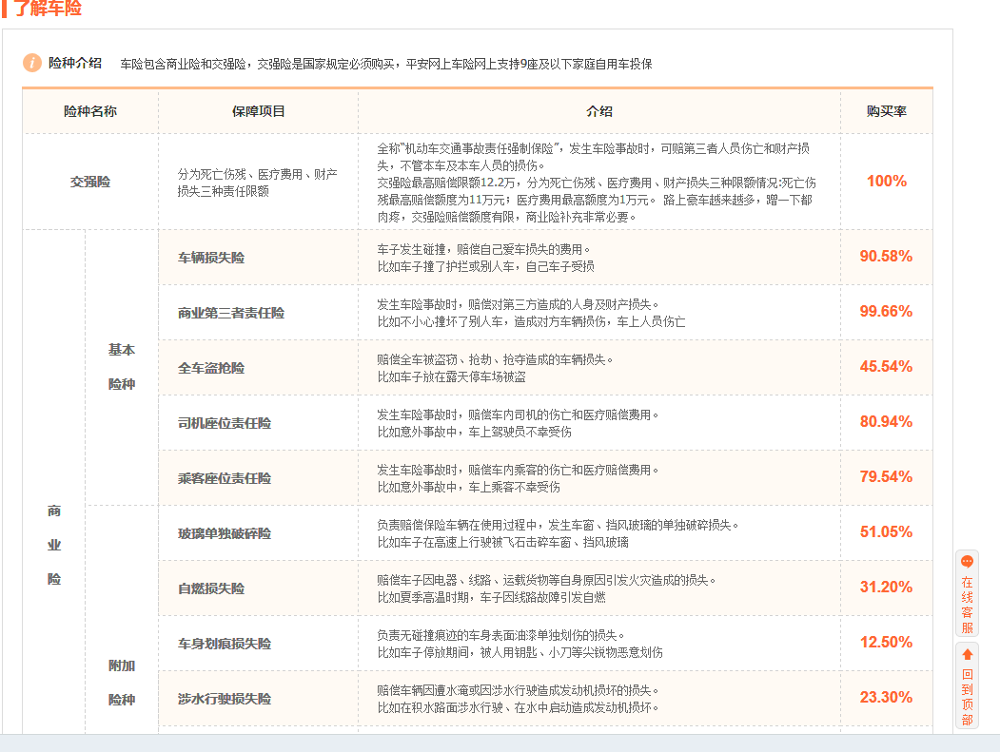 了解车险
险种介绍 车险包含商业险和交强险，交强险是国家规定必须购买，平安网上车险网上支持9座及以下家庭自用车投保
险种名称 保障项目 介绍 购买率
交强险
分为死亡伤残、医疗费用、财产
损失三种责任限额
全称“机动车交通事故责任强制保险”，发生车险事故时，可赔第三者人员伤亡和财产损
失，不管本车及本车人员的损伤。
交强险最高赔偿限额12.2万，分为死亡伤残、医疗费用、财产损失三种限额情况:死亡伤
残最高赔偿额度为11万元；医疗费用最高额度为1万元。 路上豪车越来越多，蹭一下都
肉疼，交强险赔偿额度有限，商业险补充非常必要。
100%
商
业
险
基本
险种
车辆损失险
车子发生碰撞，赔偿自己爱车损失的费用。
比如车子撞了护拦或别人车，自己车子受损
90.58%
商业第三者责任险
发生车险事故时，赔偿对第三方造成的人身及财产损失。
比如不小心撞坏了别人车，造成对方车辆损伤，车上人员伤亡
99.66%
全车盗抢险
赔偿全车被盗窃、抢劫、抢夺造成的车辆损失。
比如车子放在露天停车场被盗
45.54%
司机座位责任险
发生车险事故时，赔偿车内司机的伤亡和医疗赔偿费用。
比如意外事故中，车上驾驶员不幸受伤
80.94%
乘客座位责任险
发生车险事故时，赔偿车内乘客的伤亡和医疗赔偿费用。
比如意外事故中，车上乘客不幸受伤
79.54%
附加
险种
玻璃单独破碎险
负责赔偿保险车辆在使用过程中，发生车窗、挡风玻璃的单独破碎损失。
比如车子在高速上行驶被飞石击碎车窗、挡风玻璃
51.05%
自燃损失险
赔偿车子因电器、线路、运载货物等自身原因引发火灾造成的损失。
比如夏季高温时期，车子因线路故障引发自燃
31.20%
车身划痕损失险
负责无碰撞痕迹的车身表面油漆单独划伤的损失。
比如车子停放期间，被人用钥匙、小刀等尖锐物恶意划伤
12.50%
涉水行驶损失险
赔偿车辆因遭水淹或因涉水行驶造成发动机损坏的损失。
比如在积水路面涉水行驶、在水中启动造成发动机损坏。
23.30%
在
线
客
服
回
到
顶
部